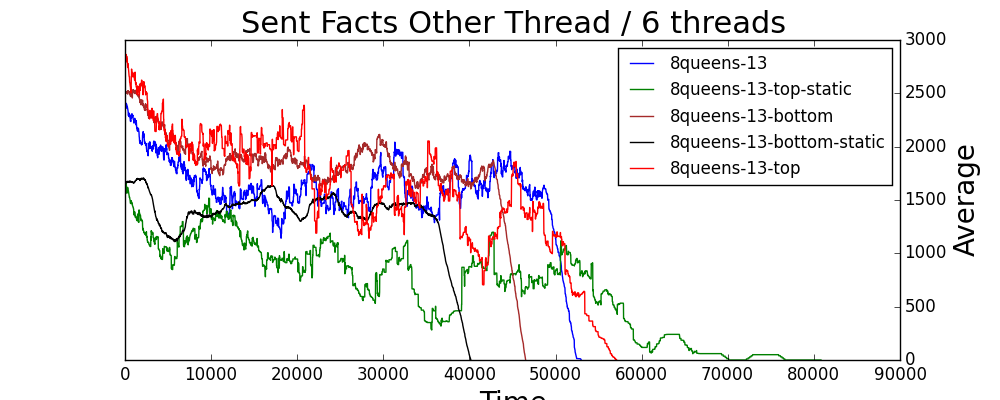 Sent Facts Other Thread / 6 threads
8queens-13
8queens-13-top-static
8queens-13-bottom
8queens-13-bottom-static
8queens-13-top
3000
2500
2000
1500
1000
500
0
Average
0 10000 20000 30000 40000 50000 60000 70000 80000 90000
Time